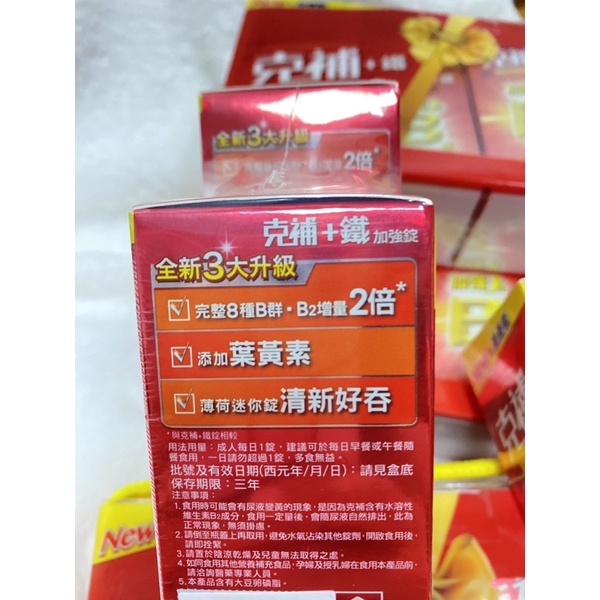 克補+鐵
全新3大升級
2倍*
克補+鐵 加強錠
全新3大升級
完整8種B群·B2增量2倍*
添加葉黃素
薄荷迷你錠清新好吞
*與克補+鐵錠相較
用法用量：成人每日1錠，建議可於每日早餐或午餐隨
餐食用，一日請勿超過1錠，多食無益。
批號及有效日期(西元年/月/日)：請見盒底
保存期限：三年
注意事項：
1.食用時可能會有尿液變黃的現象，是因為克補含有水溶性
維生素B2成分，食用一定量後，會隨尿液自然排出，此為
正常現象，無須掛慮。
2.請倒至瓶蓋上再取用，避免水氣沾染其他錠劑，開啟食用後，
請即拴緊。
3.請置於陰涼乾燥及兒童無法取得之處。
4.如同食用其他營養補充食品，孕婦及授乳婦在食用本產品前，
請洽詢醫藥專業人員。
5.本產品含有大豆卵磷脂。
New
克補